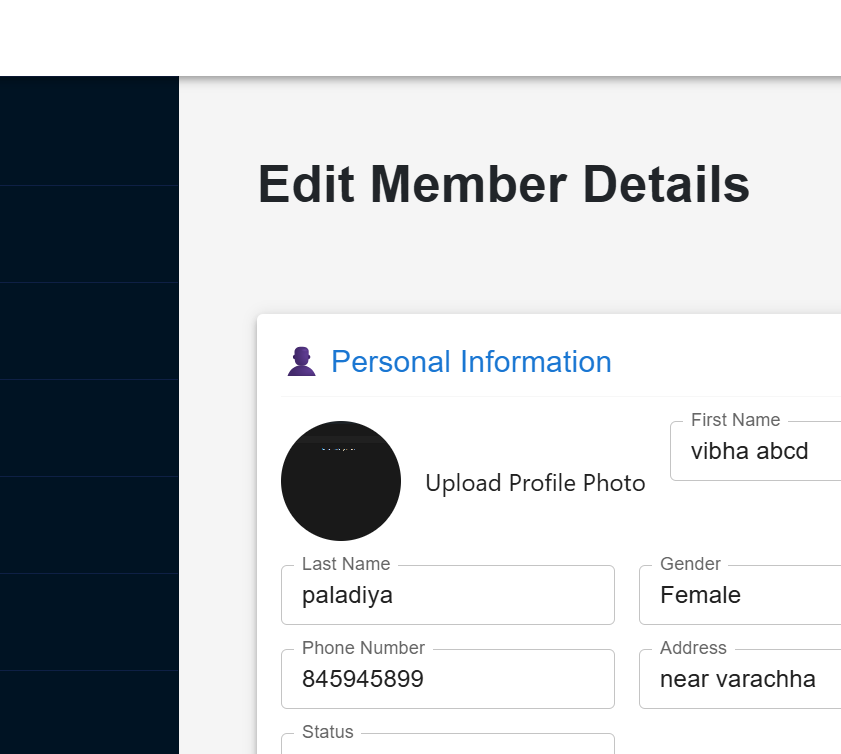 Edit Member Details
Personal Information
First Name
vibha abcd
Upload Profile Photo
Last Name
paladiya
Gender
Female
Phone Number
845945899
Address
near varachha
Status